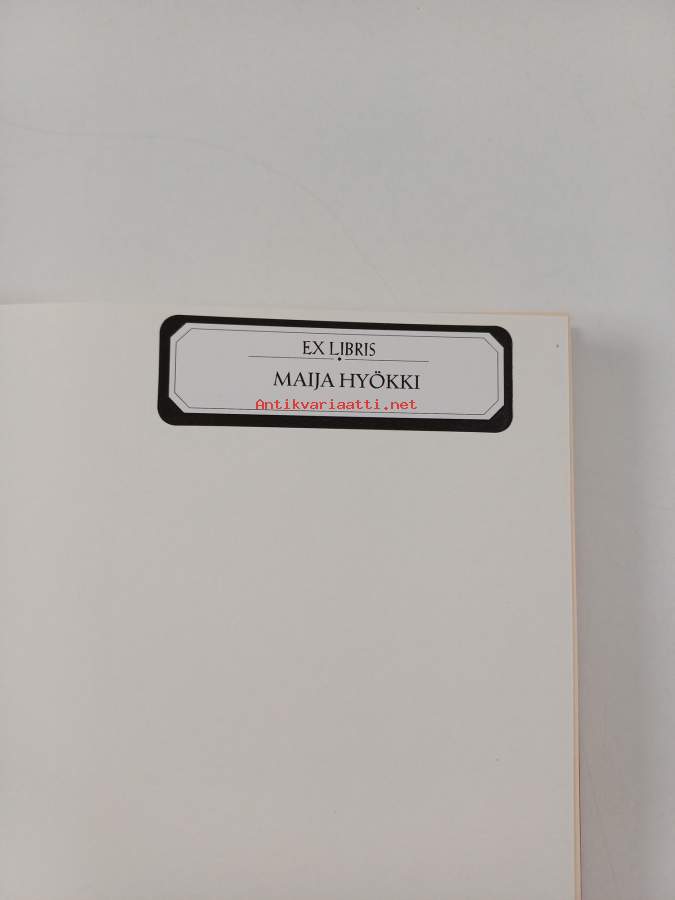 EX LIBRIS
MAIJA HYÖKKI
Antikvariaatti.net